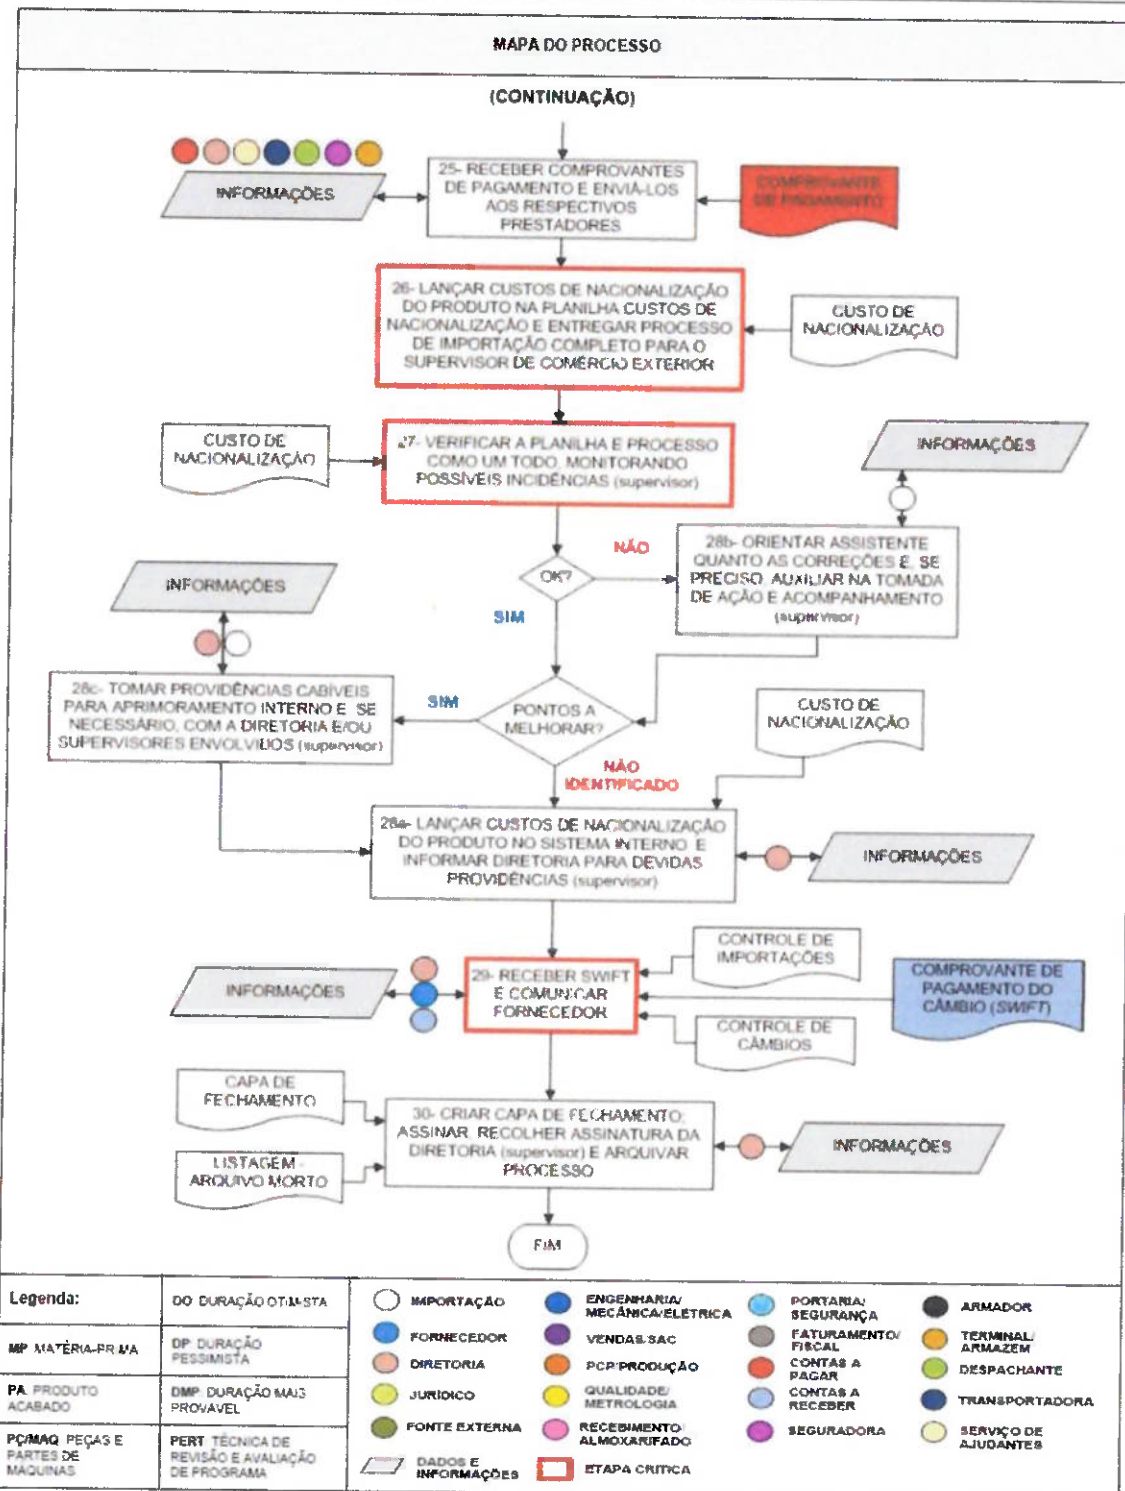 MAPA DO PROCESSO
(CONTINUAÇÃO)
INFORMAÇÕES
25- RECEBER COMPROVANTES
DE PAGAMENTO E ENVIÁ-LOS
AOS RESPECTIVOS
PRESTADORES
COMPROVANTE
DE PAGAMENTO
26- LANÇAR CUSTOS DE NACIONALIZAÇÃO
DO PRODUTO NA PLANILHA CUSTOS DE
NACIONALIZAÇÃO E ENTREGAR PROCESSO
DE IMPORTAÇÃO COMPLETO PARA O
SUPERVISOR DE COMÉRCIO EXTERIOR
CUSTO DE
NACIONALIZAÇÃO
CUSTO DE
NACIONALIZAÇÃO
27- VERIFICAR A PLANILHA E PROCESSO
COMO UM TODO, MONITORANDO
POSSÍVEIS INCIDÊNCIAS (supervisor)
INFORMAÇÕES
OK?
NÃO
28b- ORIENTAR ASSISTENTE
QUANTO AS CORREÇÕES E, SE
PRECISO, AUXILIAR NA TOMADA
DE AÇÃO E ACOMPANHAMENTO
(supervisor)
INFORMAÇÕES
SIM
28c- TOMAR PROVIDÊNCIAS CABÍVEIS
PARA APRIMORAMENTO INTERNO E, SE
NECESSÁRIO, COM A DIRETORIA E/OU
SUPERVISORES ENVOLVIDOS (supervisor)
SIM
PONTOS A
MELHORAR?
CUSTO DE
NACIONALIZAÇÃO
NÃO
IDENTIFICADO
28a- LANÇAR CUSTOS DE NACIONALIZAÇÃO
DO PRODUTO NO SISTEMA INTERNO E
INFORMAR DIRETORIA PARA DEVIDAS
PROVIDÊNCIAS (supervisor)
INFORMAÇÕES
INFORMAÇÕES
29- RECEBER SWIFT
E COMUNICAR
FORNECEDOR
CONTROLE DE
IMPORTAÇÕES
COMPROVANTE DE
PAGAMENTO DO
CÂMBIO (SWIFT)
CONTROLE DE
CÂMBIOS
CAPA DE
FECHAMENTO
LISTAGEM -
ARQUIVO MORTO
30- CRIAR CAPA DE FECHAMENTO,
ASSINAR, RECOLHER ASSINATURA DA
DIRETORIA (supervisor) E ARQUIVAR
PROCESSO
INFORMAÇÕES
FIM
Legenda:
DO: DURAÇÃO OTIMISTA
MP: MATÉRIA-PRIMA
DP: DURAÇÃO
PESSIMISTA
PA: PRODUTO
ACABADO
DMP: DURAÇÃO MAIS
PROVÁVEL
PÇ/MAQ: PEÇAS E
PARTES DE
MÁQUINAS
PERT: TÉCNICA DE
REVISÃO E AVALIAÇÃO
DE PROGRAMA
IMPORTAÇÃO
FORNECEDOR
DIRETORIA
JURÍDICO
FONTE EXTERNA
DADOS E
INFORMAÇÕES
ENGENHARIA/
MECÂNICA/ELÉTRICA
VENDAS/SAC
PCP/PRODUÇÃO
QUALIDADE/
METROLOGIA
RECEBIMENTO/
ALMOXARIFADO
ETAPA CRÍTICA
PORTARIA/
SEGURANÇA
FATURAMENTO/
FISCAL
CONTAS A
PAGAR
CONTAS A
RECEBER
SEGURADORA
ARMADOR
TERMINAL/
ARMAZÉM
DESPACHANTE
TRANSPORTADORA
SERVIÇO DE
AJUDANTES